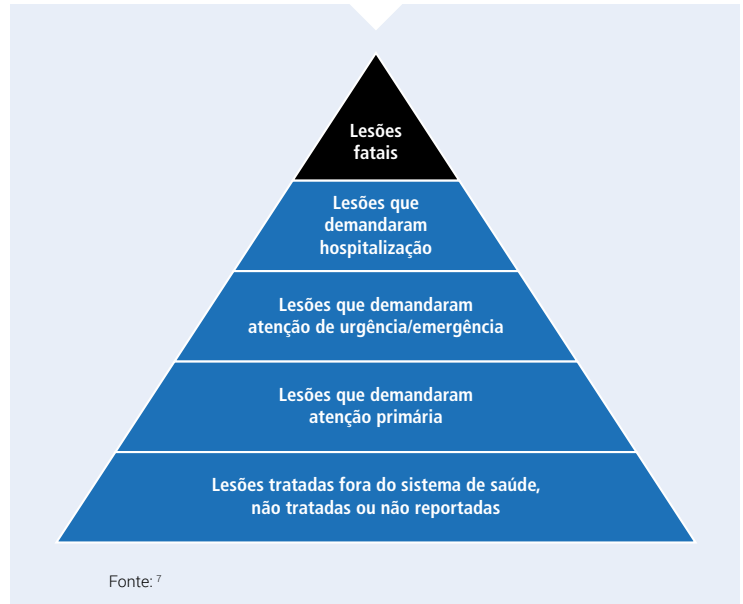 Lesões
fatais
Lesões que
demandaram
hospitalização
Lesões que demandaram
atenção de urgência/emergência
Lesões que demandaram
atenção primária
Lesões tratadas fora do sistema de saúde,
não tratadas ou não reportadas
Fonte: ⁷